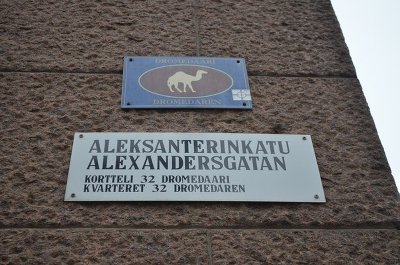 DROMEDAARI
DROMEDAREN
ALEKSANTERINKATU
ALEXANDERSGATAN
KORTTELI 32 DROMEDAARI
KVARTERET 32 DROMEDAREN